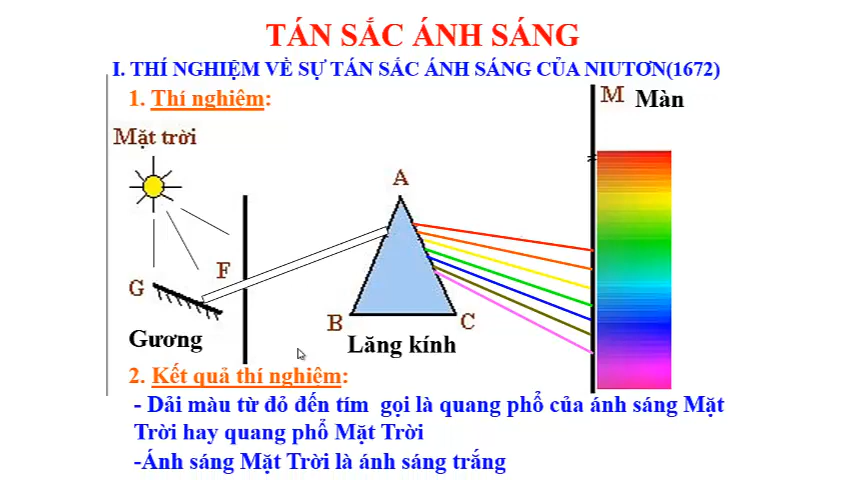 TÁN SẮC ÁNH SÁNG
I. THÍ NGHIỆM VỀ SỰ TÁN SẮC ÁNH SÁNG CỦA NIUTƠN(1672)
1. Thí nghiệm:
M Màn
Mặt trời
A
F
G
B
C
Gương
Lăng kính
2. Kết quả thí nghiệm:
- Dải màu từ đỏ đến tím gọi là quang phổ của ánh sáng Mặt
Trời hay quang phổ Mặt Trời
-Ánh sáng Mặt Trời là ánh sáng trắng